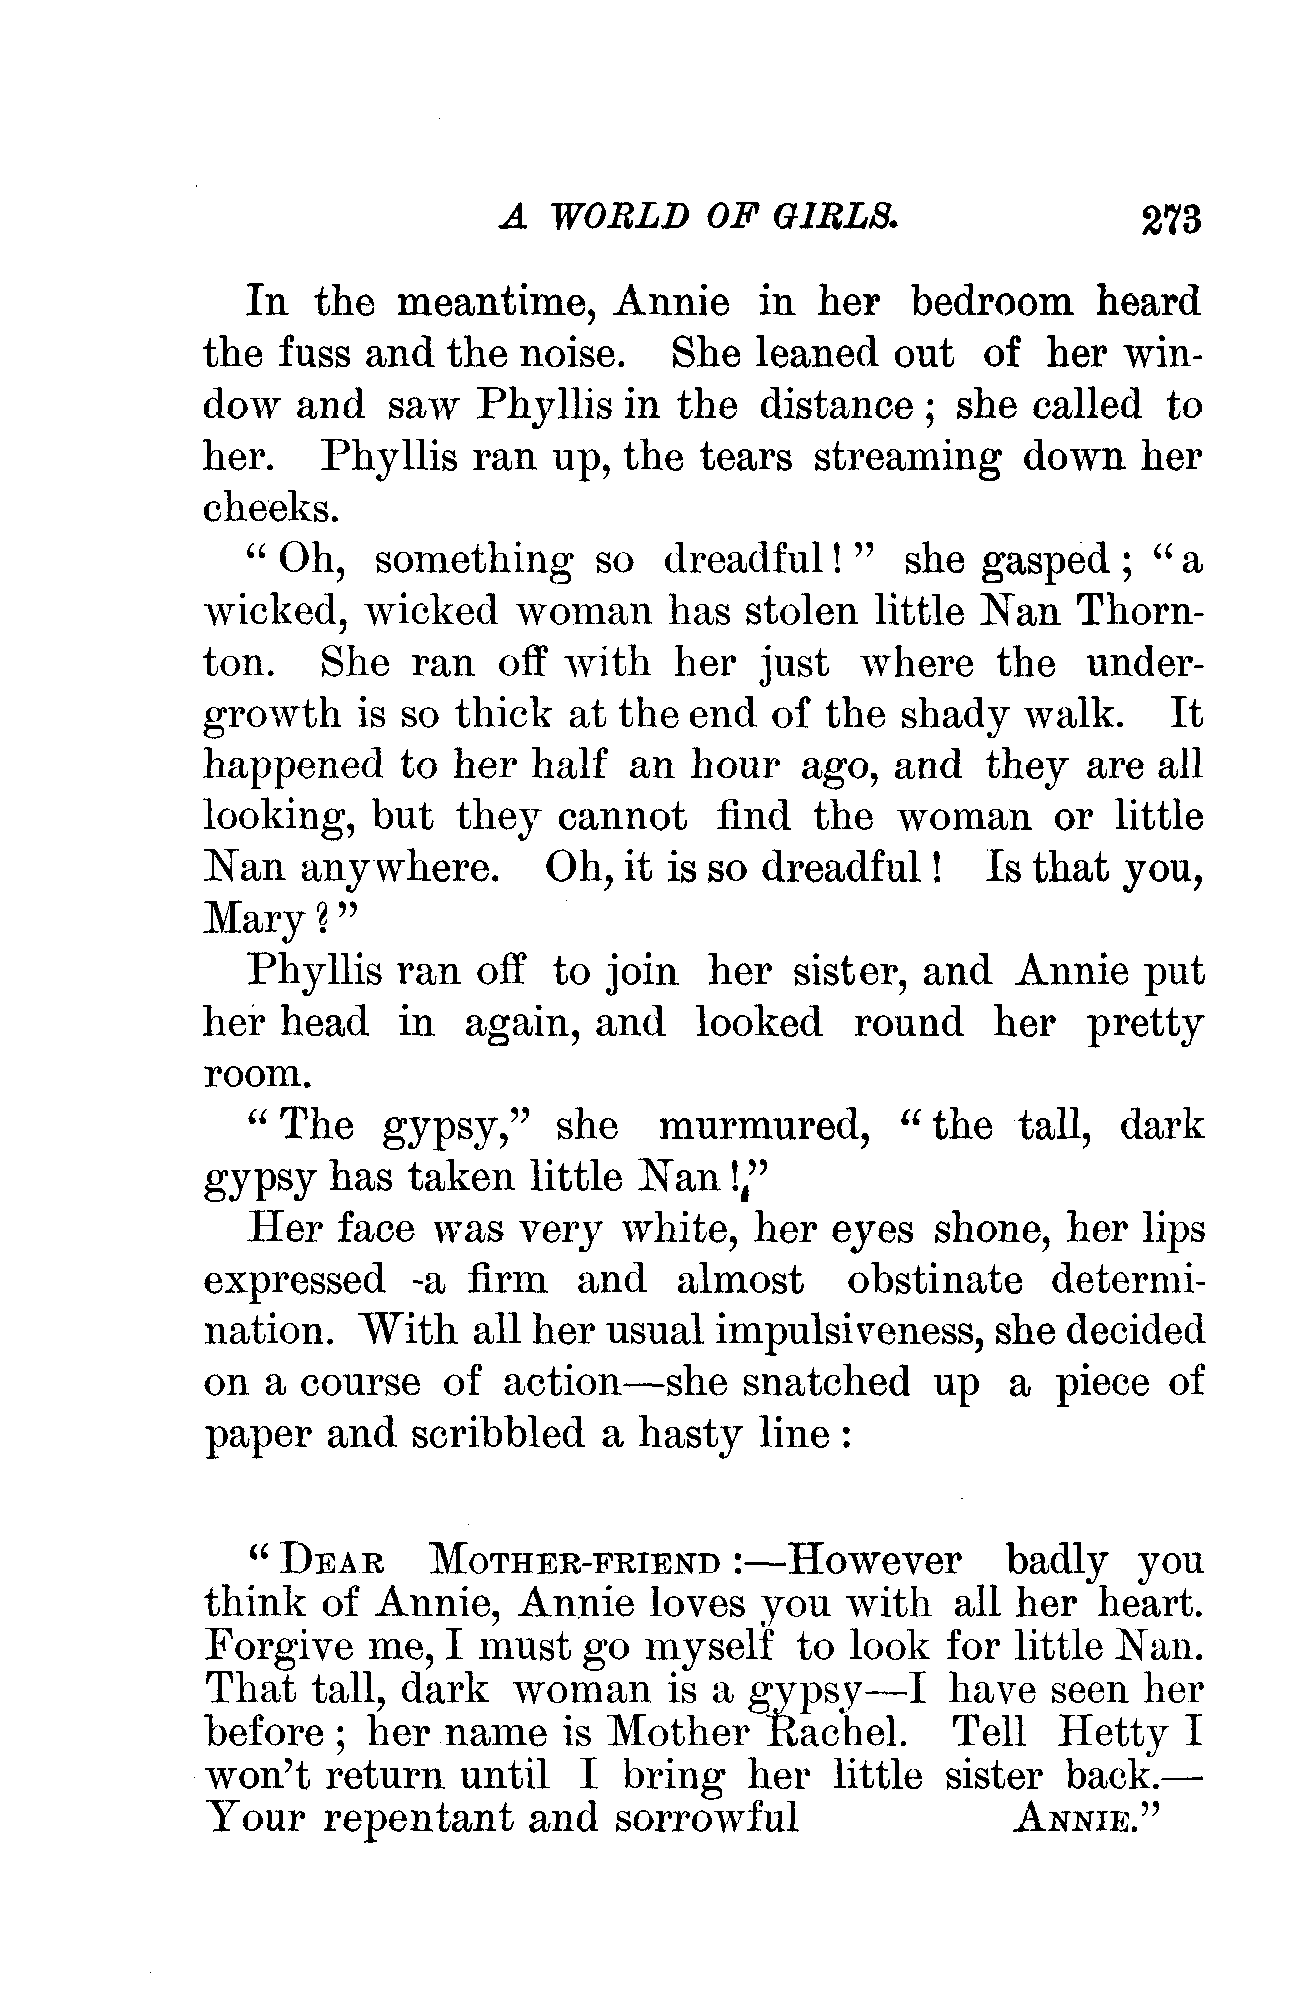 A WORLD OF GIRLS. 273
In the meantime, Annie in her bedroom heard
the fuss and the noise. She leaned out of her win-
dow and saw Phyllis in the distance ; she called to
her. Phyllis ran up, the tears streaming down her
cheeks.
“ Oh, something so dreadful ! ” she gasped ; “ a
wicked, wicked woman has stolen little Nan Thorn-
ton. She ran off with her just where the under-
growth is so thick at the end of the shady walk. It
happened to her half an hour ago, and they are all
looking, but they cannot find the woman or little
Nan anywhere. Oh, it is so dreadful ! Is that you,
Mary ? ”
Phyllis ran off to join her sister, and Annie put
her head in again, and looked round her pretty
room.
“ The gypsy,” she murmured, “ the tall, dark
gypsy has taken little Nan !,”
Her face was very white, her eyes shone, her lips
expressed -a firm and almost obstinate determi-
nation. With all her usual impulsiveness, she decided
on a course of action—she snatched up a piece of
paper and scribbled a hasty line :
“ DEAR MOTHER-FRIEND :—However badly you
think of Annie, Annie loves you with all her heart.
Forgive me, I must go myself to look for little Nan.
That tall, dark woman is a gypsy—I have seen her
before ; her name is Mother Rachel. Tell Hetty I
won’t return until I bring her little sister back.—
Your repentant and sorrowful ANNIE.”